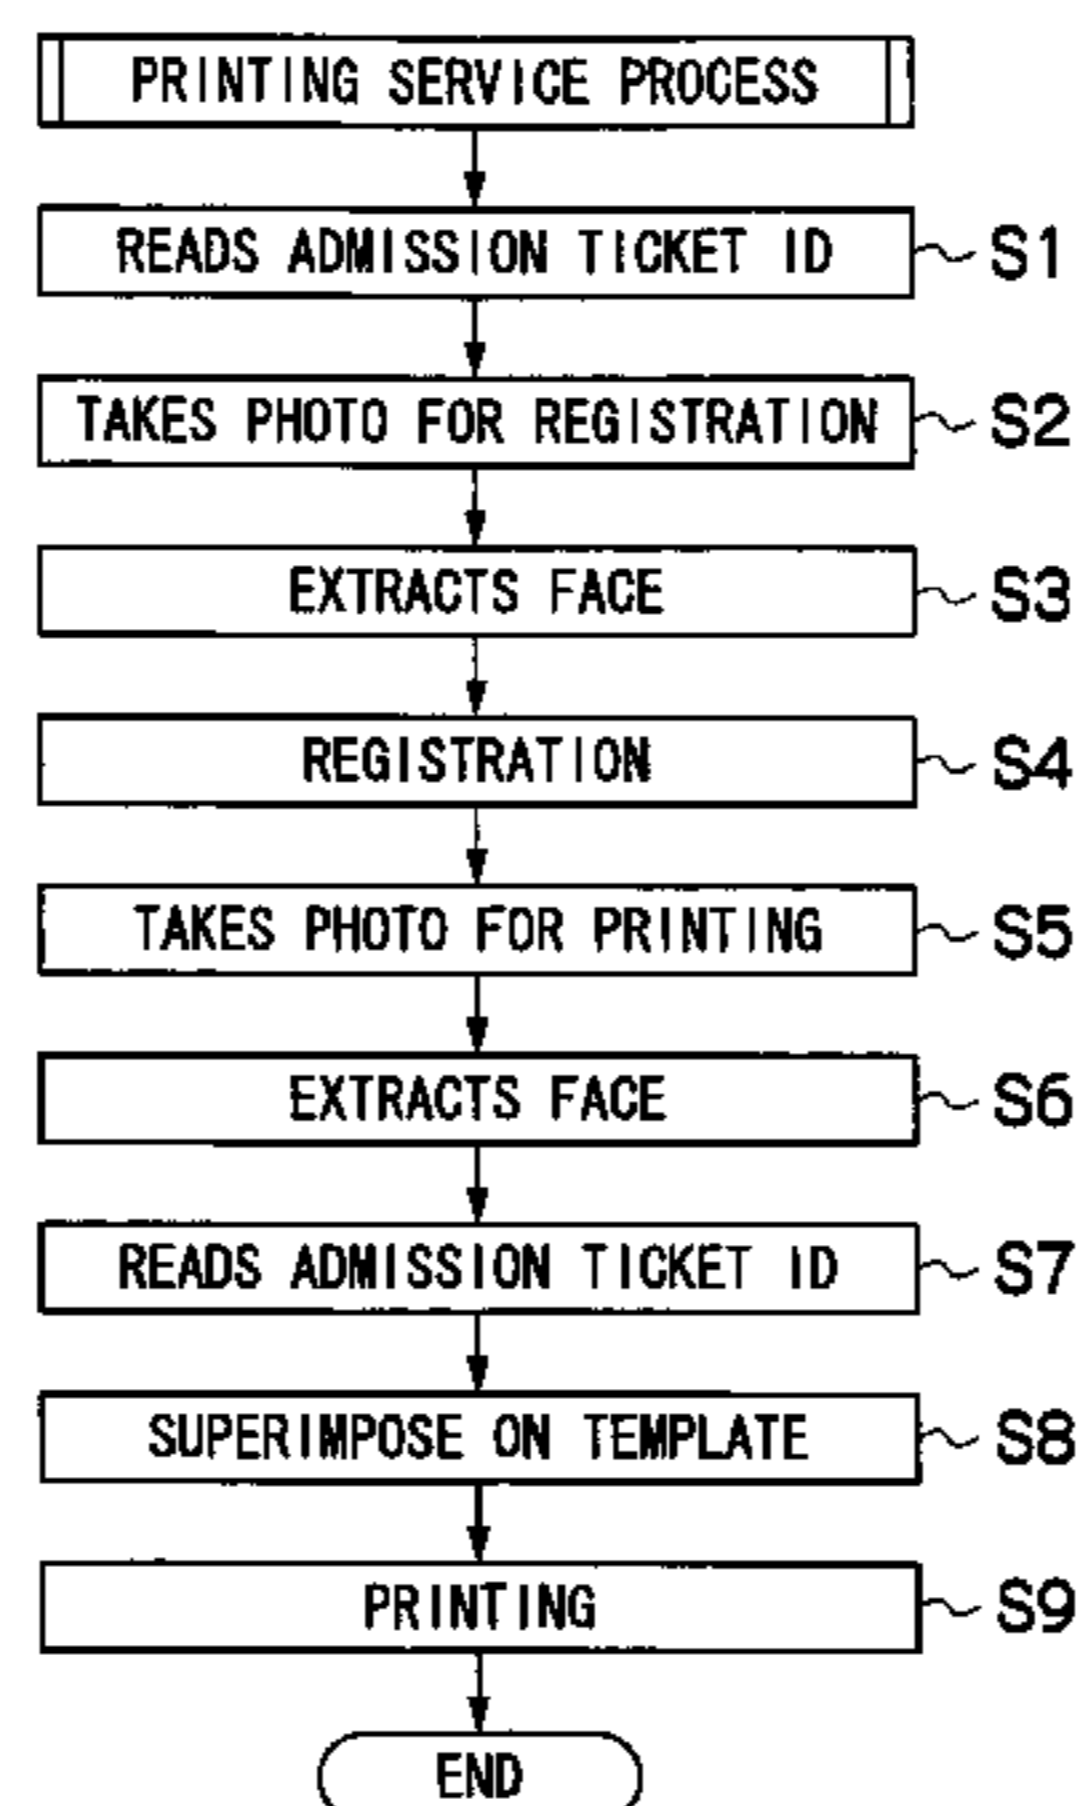 PRINTING SERVICE PROCESS
READS ADMISSION TICKET ID S1
TAKES PHOTO FOR REGISTRATION S2
EXTRACTS FACE S3
REGISTRATION S4
TAKES PHOTO FOR PRINTING S5
EXTRACTS FACE S6
READS ADMISSION TICKET ID S7
SUPERIMPOSE ON TEMPLATE S8
PRINTING S9
END